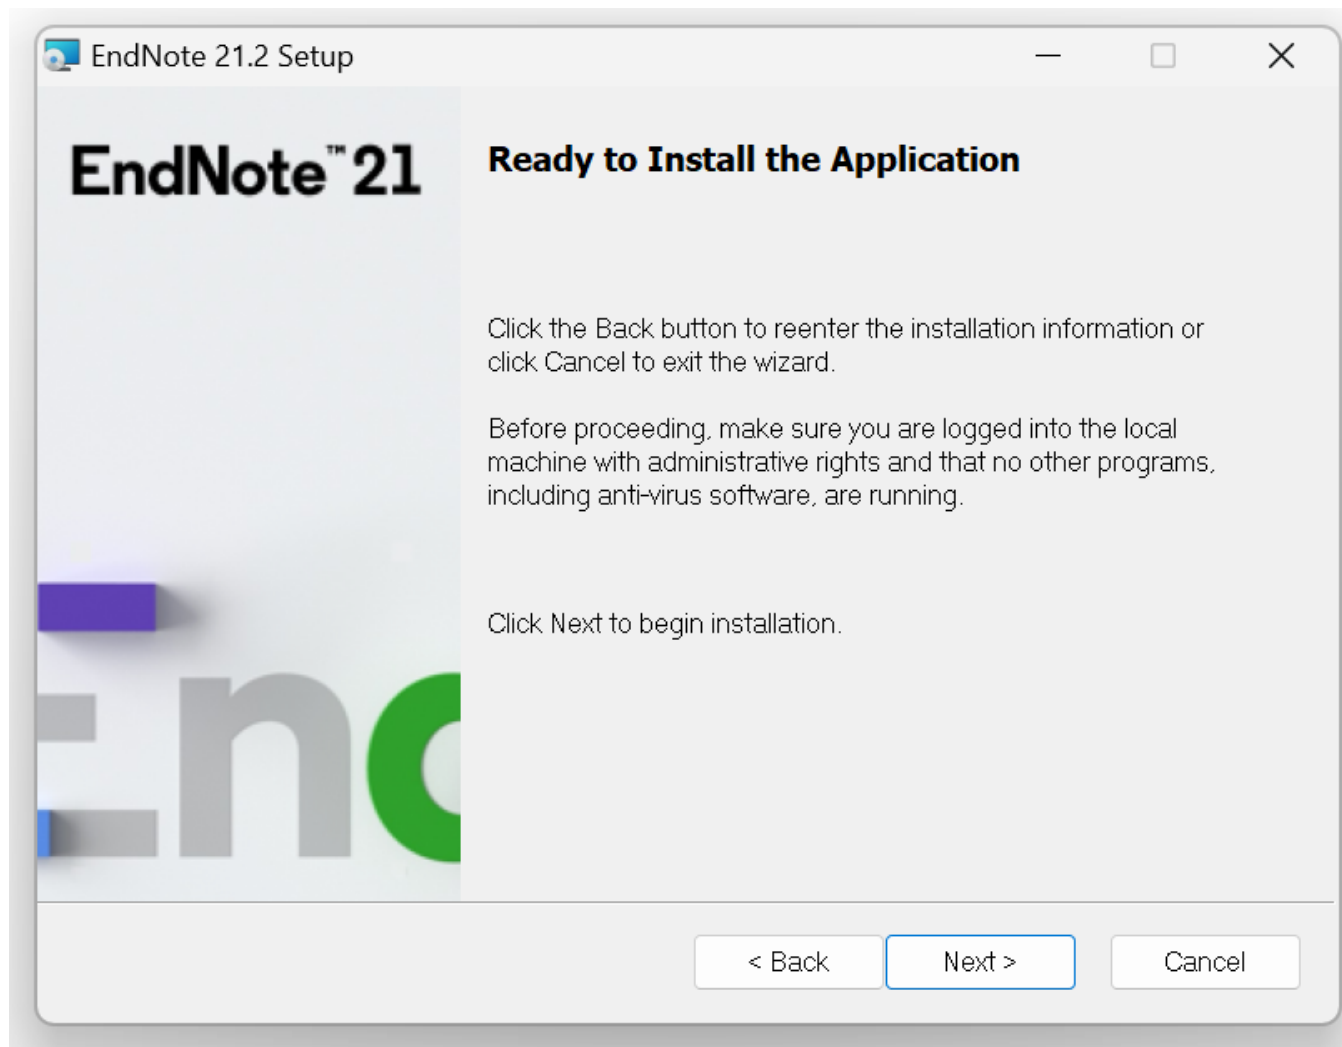 EndNote 21.2 Setup
EndNote™21
Ready to Install the Application
Click the Back button to reenter the installation information or
click Cancel to exit the wizard.
Before proceeding, make sure you are logged into the local
machine with administrative rights and that no other programs,
including anti-virus software, are running.
Click Next to begin installation.
End
< Back
Next >
Cancel